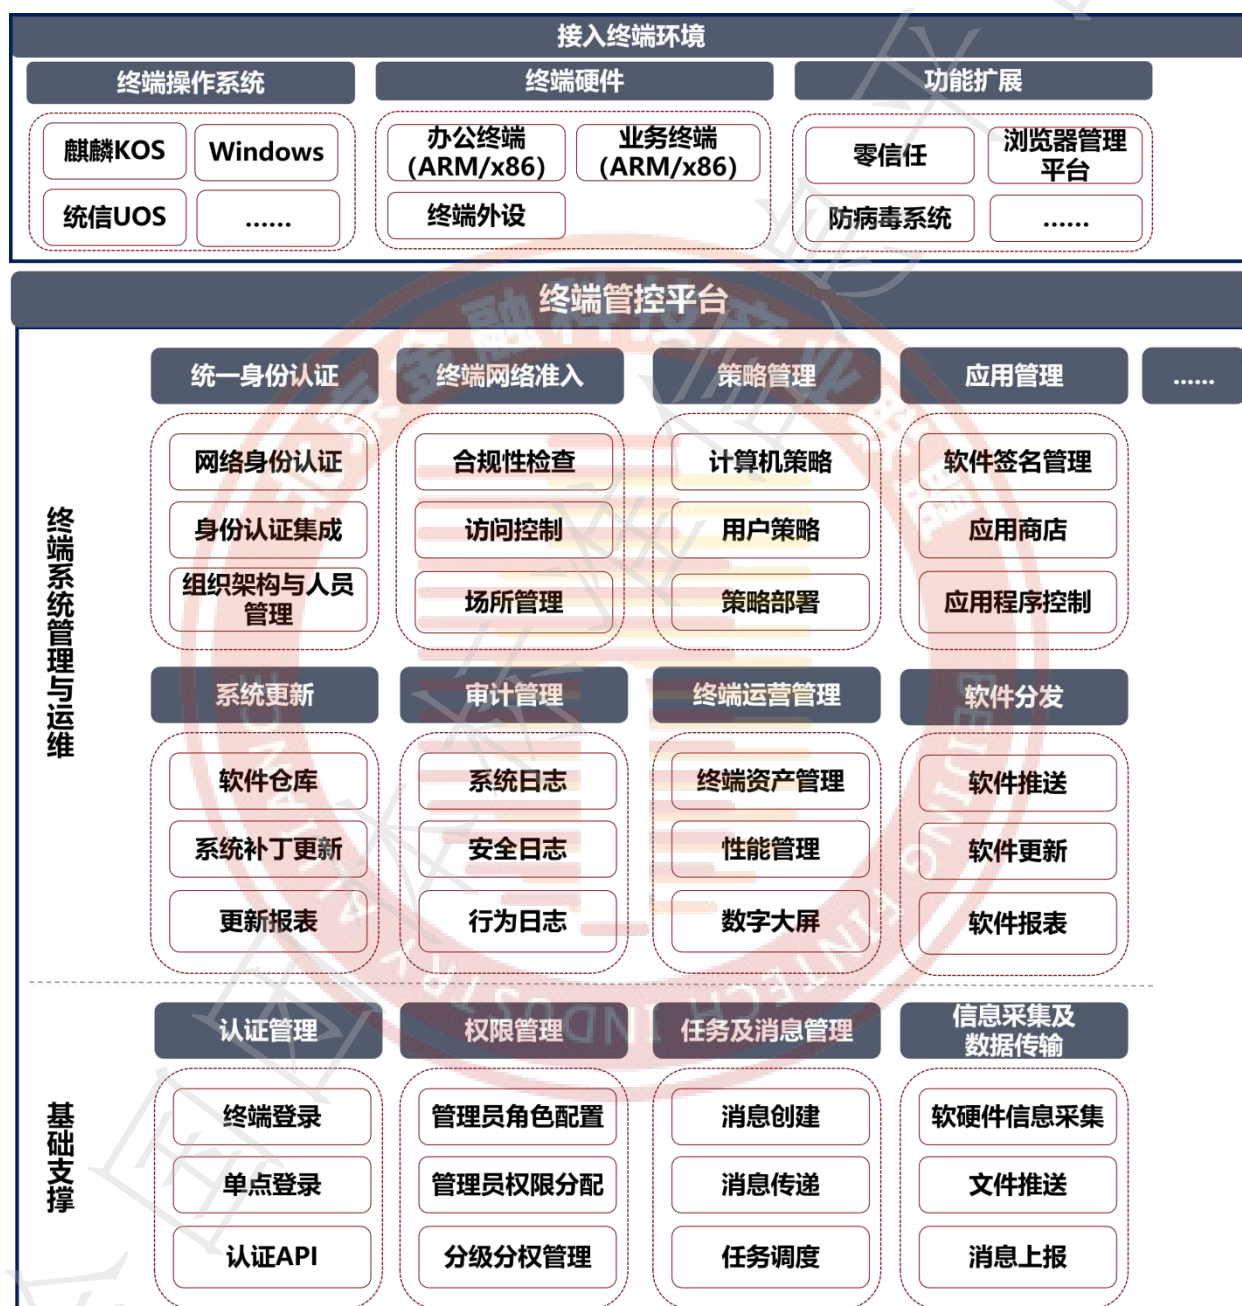 接入终端环境
终端操作系统
终端硬件
功能扩展
麒麟KOS
Windows
办公终端
(ARM/x86)
业务终端
(ARM/x86)
零信任
浏览器管理
平台
统信UOS
......
终端外设
防病毒系统
......
终端管控平台
终端系统管理与运维
统一身份认证
终端网络准入
策略管理
应用管理
......
网络身份认证
合规性检查
计算机策略
软件签名管理
身份认证集成
访问控制
用户策略
应用商店
组织架构与人员
管理
场所管理
策略部署
应用程序控制
系统更新
审计管理
终端运营管理
软件分发
软件仓库
系统日志
终端资产管理
软件推送
系统补丁更新
安全日志
性能管理
软件更新
更新报表
行为日志
数字大屏
软件报表
基础支撑
认证管理
权限管理
任务及消息管理
信息采集及
数据传输
终端登录
管理员角色配置
消息创建
软硬件信息采集
单点登录
管理员权限分配
消息传递
文件推送
认证API
分级分权管理
任务调度
消息上报
北京金融科技产业联盟
BEIJING FINTECH INDUSTRY ALLIANCE